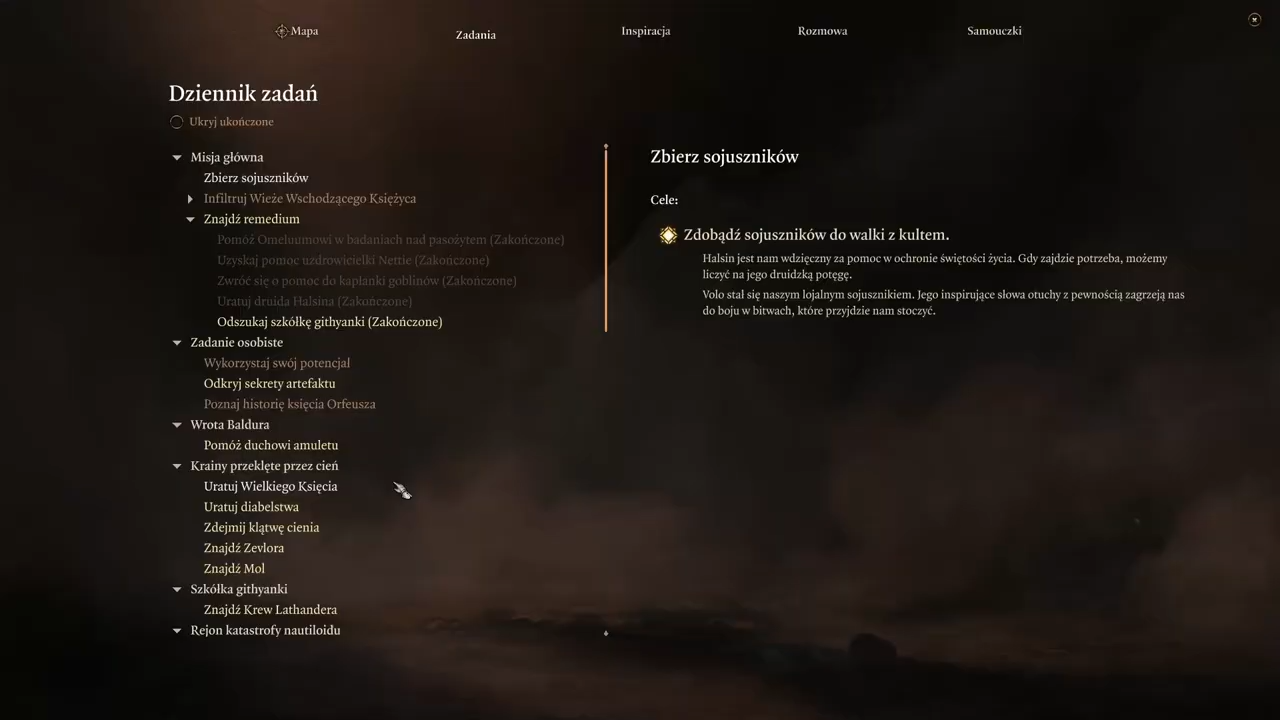 Mapa
Zadania
Inspiracja
Rozmowa
Samouczki
Dziennik zadań
Ukryj ukończone
Misja główna
Zbierz sojuszników
Infiltruj Wieże Wschodzącego Księżyca
Znajdź remedium
Pomóż Omeluumowi w badaniach nad pasożytem (Zakończone)
Uzyskaj pomoc uzdrowicielki Nettie (Zakończone)
Zwróć się o pomoc do kapłanki goblinów (Zakończone)
Uratuj druida Halsina (Zakończone)
Odszukaj szkółkę githyanki (Zakończone)
Zadanie osobiste
Wykorzystaj swój potencjał
Odkryj sekrety artefaktu
Poznaj historię księcia Orfeusza
Wrota Baldura
Pomóż duchowi amuletu
Krainy przeklęte przez cień
Uratuj Wielkiego Księcia
Uratuj diabelstwa
Zdejmij klątwę cienia
Znajdź Zevlora
Znajdź Mol
Szkółka githyanki
Znajdź Krew Lathandera
Rejon katastrofy nautiloidu
Zbierz sojuszników
Cele:
Zdobądź sojuszników do walki z kultem.
Halsin jest nam wdzięczny za pomoc w ochronie świętości życia. Gdy zajdzie potrzeba, możemy
liczyć na jego druidzką potęgę.
Volo stał się naszym lojalnym sojusznikiem. Jego inspirujące słowa otuchy z pewnością zagrzeją nas
do boju w bitwach, które przyjdzie nam stoczyć.